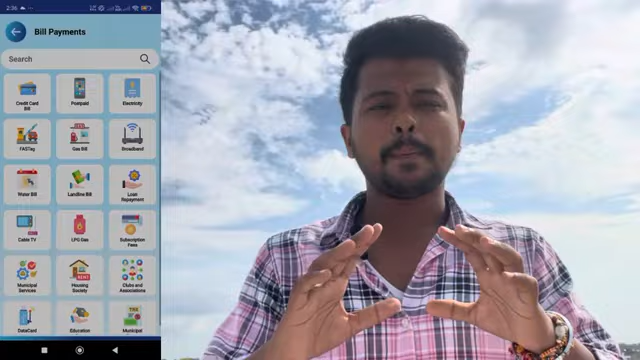 2:36
Bill Payments
Search
Credit Card
Bill
Postpaid
Electricity
FASTag
Gas Bill
Broadband
Water Bill
Landline Bill
Loan
Repayment
Cable TV
LPG Gas
Subscription
Fees
Municipal
Services
Housing
Society
Clubs and
Associations
DataCard
Education
Municipal